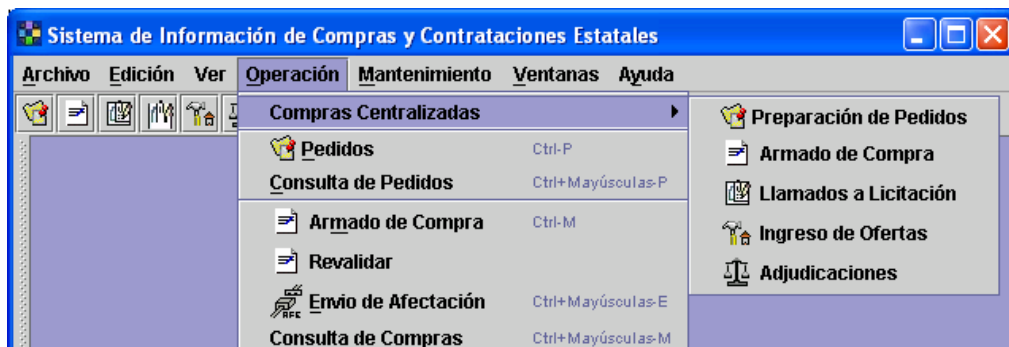 Sistema de Información de Compras y Contrataciones Estatales
Archivo Edición Ver Operación Mantenimiento Ventanas Ayuda
Compras Centralizadas
Pedidos Ctrl-P
Consulta de Pedidos Ctrl+Mayúsculas-P
Armado de Compra Ctrl-M
Revalidar
Envio de Afectación Ctrl+Mayúsculas-E
Consulta de Compras Ctrl+Mayúsculas-M
Preparación de Pedidos
Armado de Compra
Llamados a Licitación
Ingreso de Ofertas
Adjudicaciones